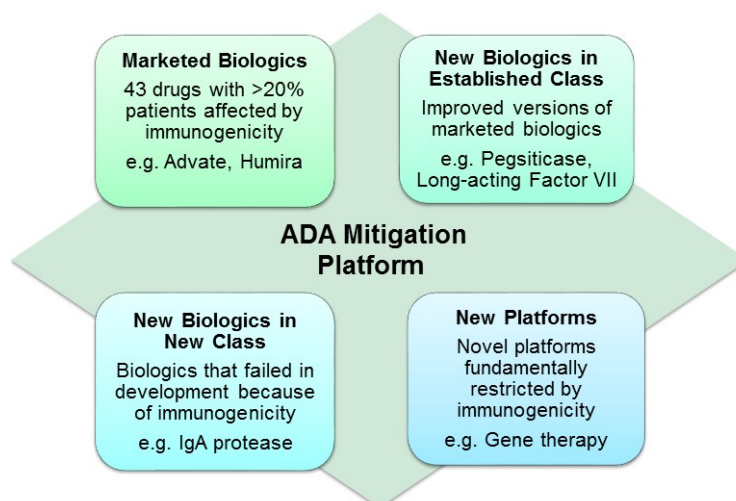 Marketed Biologics
43 drugs with >20%
patients affected by
immunogenicity
e.g. Advate, Humira
New Biologics in
Established Class
Improved versions of
marketed biologics
e.g. Pegsiticase,
Long-acting Factor VII
ADA Mitigation
Platform
New Biologics in
New Class
Biologics that failed in
development because
of immunogenicity
e.g. IgA protease
New Platforms
Novel platforms
fundamentally
restricted by
immunogenicity
e.g. Gene therapy